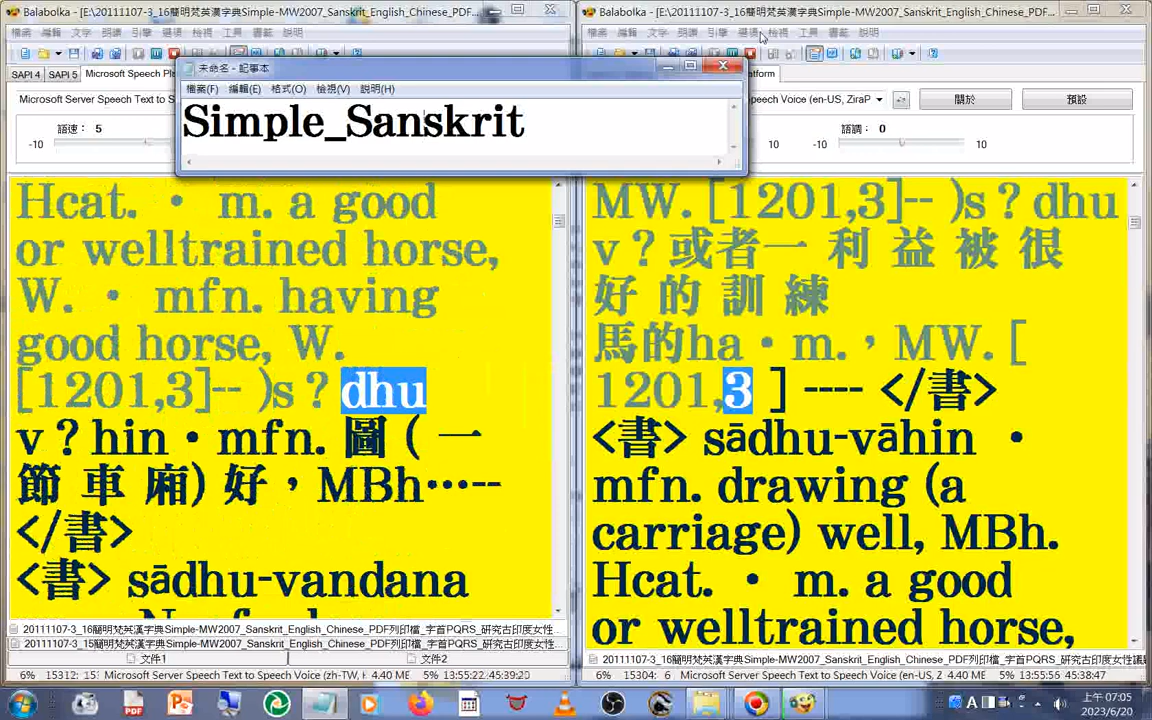 Balabolka - [E:\20111107-3_16簡明梵英漢字典Simple-MW2007_Sanskrit_English_Chinese_PDF...
檔案 編輯 文字 朗讀 引擎 選項 檢視 工具 書籤 說明
SAPI 4 SAPI 5 Microsoft Speech Pl
Microsoft Server Speech Text to S
語速： 5
-10
Hcat. • m. a good
or welltrained horse,
W. • mfn. having
good horse, W.
[1201,3]-- )s？dhu
v？hin•mfn. 圖 ( 一
節 車 廂) 好，MBh…--
</書>
<書> sādhu-vandana
20111107-3_16簡明梵英漢字典Simple-MW2007_Sanskrit_English_Chinese_PDF列印檔_字首PQRS_研究古印度女性...
20111107-3_15簡明梵英漢字典Simple-MW2007_Sanskrit_English_Chinese_PDF列印檔_字首PQRS_研究古印度女性...
文件1 文件2
6% 15312: 15 Microsoft Server Speech Text to Speech Voice (zh-TW, H 4.40 ME 5% 13:55:22/45:39:20
未命名 - 記事本
檔案(F) 編輯(E) 格式(O) 檢視(V) 說明(H)
Simple_Sanskrit
Balabolka - [E:\20111107-3_16簡明梵英漢字典Simple-MW2007_Sanskrit_English_Chinese_PDF...
檔案 編輯 文字 朗讀 引擎 選項 檢視 工具 書籤 說明
atform
peech Voice (en-US, ZiraP 關於 預設
語調： 0
10 -10 10
MW. [1201,3]-- )s？dhu
v？或者一 利 益 被 很
好 的 訓 練
馬的ha•m.，MW. [
1201,3 ] ---- </書>
<書> sādhu-vāhin •
mfn. drawing (a
carriage) well, MBh.
Hcat. • m. a good
or welltrained horse,
20111107-3_16簡明梵英漢字典Simple-MW2007_Sanskrit_English_Chinese_PDF列印檔_字首PQRS_研究古印度女性議
6% 15304: 6 Microsoft Server Speech Text to Speech Voice (en-US, Z 4.40 ME 5% 13:55:56/45:38:47
上午 07:05
2023/6/20